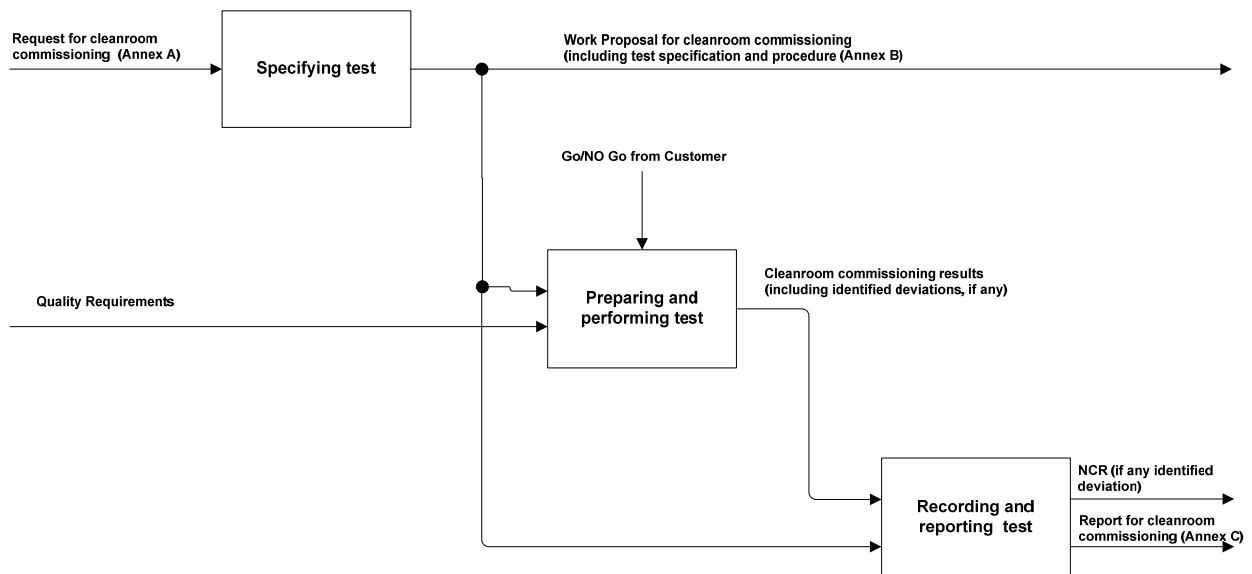 Request for cleanroom
commissioning (Annex A)
Specifying test
Work Proposal for cleanroom commissioning
(including test specification and procedure (Annex B)
Go/NO Go from Customer
Quality Requirements
Preparing and
performing test
Cleanroom commissioning results
(including identified deviations, if any)
Recording and
reporting test
NCR (if any identified
deviation)
Report for cleanroom
commissioning (Annex C)